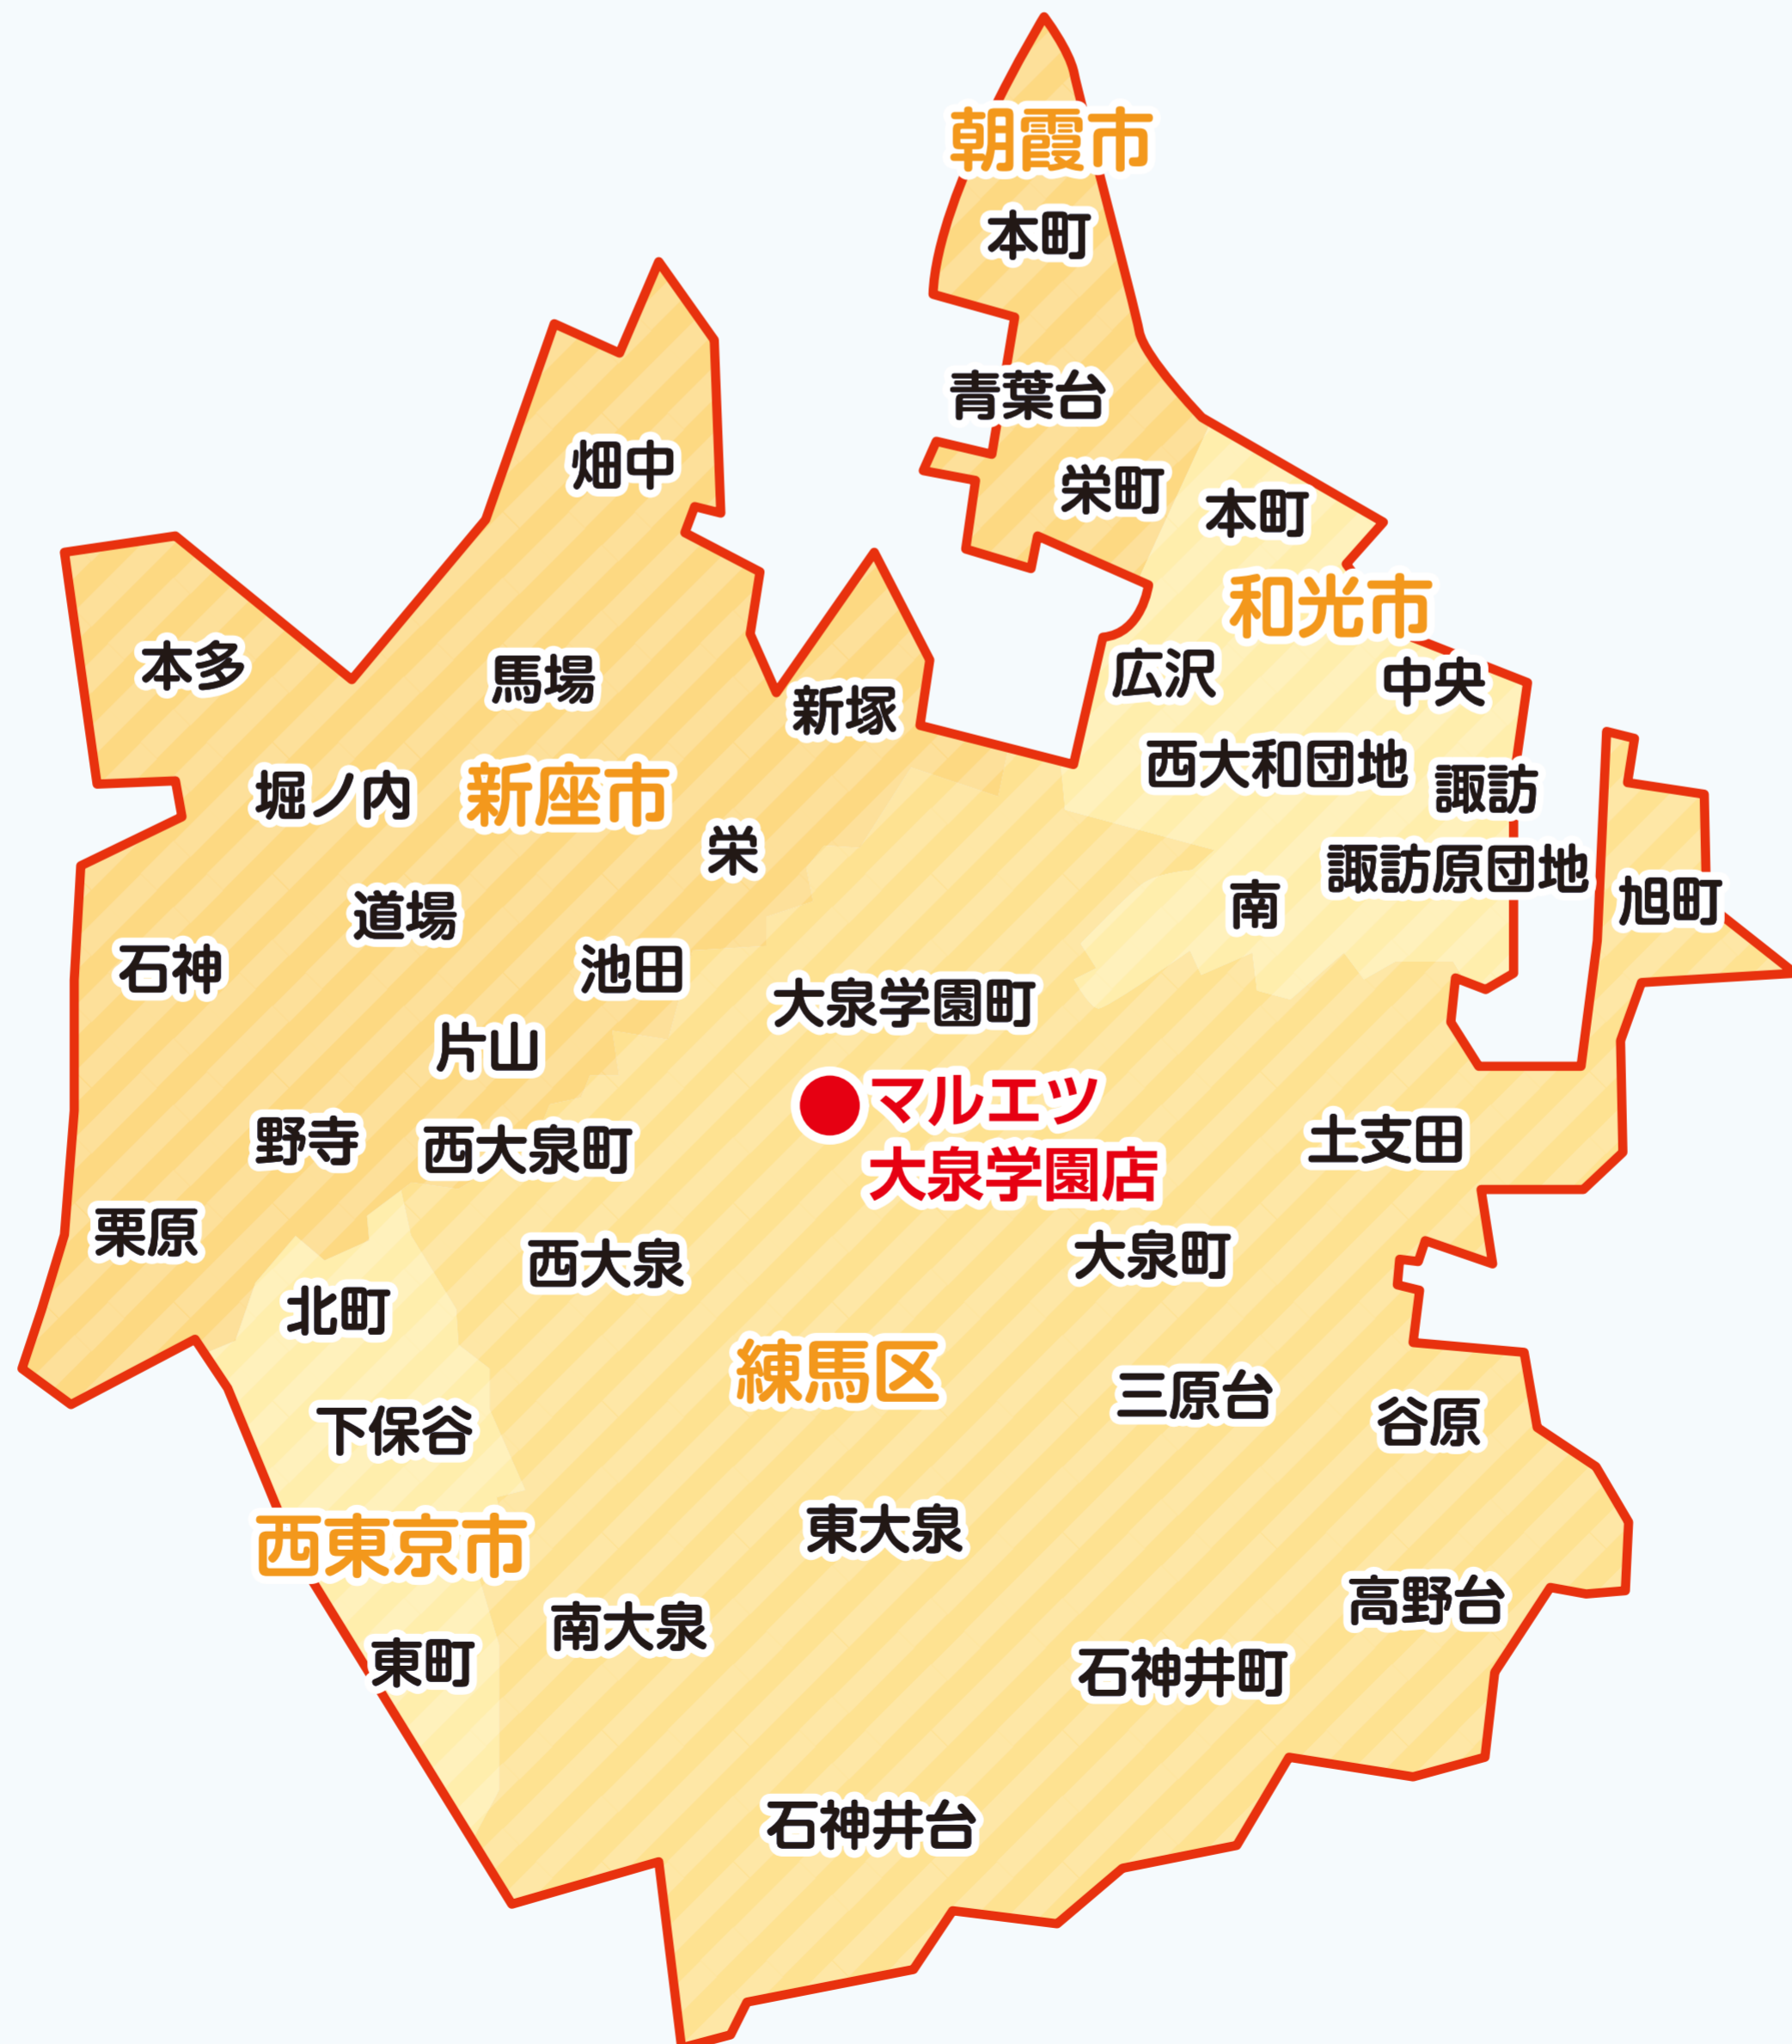 朝霞市
本町
青葉台
畑中
栄町
本町
和光市
本多
馬場
新塚
広沢
中央
西大和団地
諏訪
堀ノ内
新座市
栄
諏訪原団地
南
旭町
道場
石神
池田
大泉学園町
片山
マルエツ
大泉学園店
野寺
西大泉町
土支田
栗原
西大泉
大泉町
北町
練馬区
三原台
谷原
下保谷
西東京市
東大泉
高野台
南大泉
東町
石神井町
石神井台